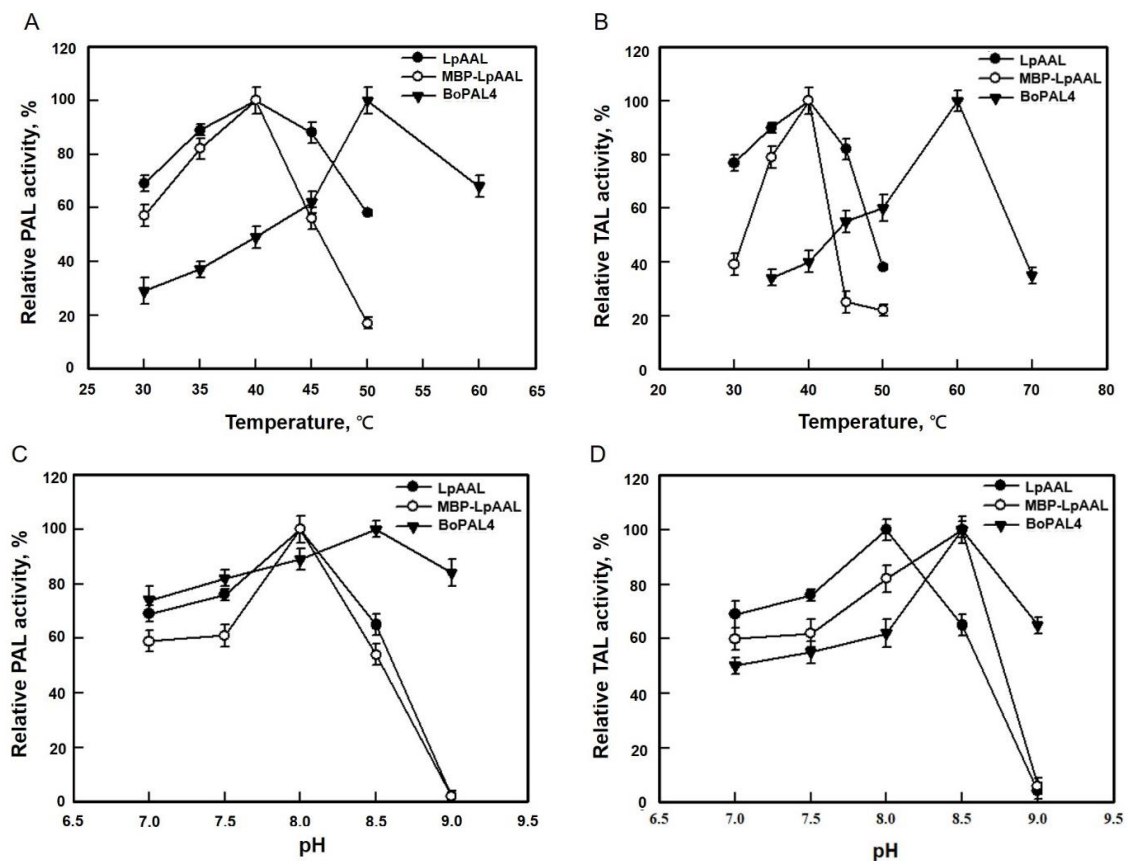 A
Relative PAL activity, %
120
100
80
60
40
20
0
LpAAL
MBP-LpAAL
BoPAL4
25 30 35 40 45 50 55 60 65
Temperature, ℃
B
Relative TAL activity, %
120
100
80
60
40
20
0
LpAAL
MBP-LpAAL
BoPAL4
20 30 40 50 60 70 80
Temperature, ℃
C
Relative PAL activity, %
120
100
80
60
40
20
0
LpAAL
MBP-LpAAL
BoPAL4
6.5 7.0 7.5 8.0 8.5 9.0 9.5
pH
D
Relative TAL activity, %
120
100
80
60
40
20
0
LpAAL
MBP-LpAAL
BoPAL4
6.5 7.0 7.5 8.0 8.5 9.0 9.5
pH